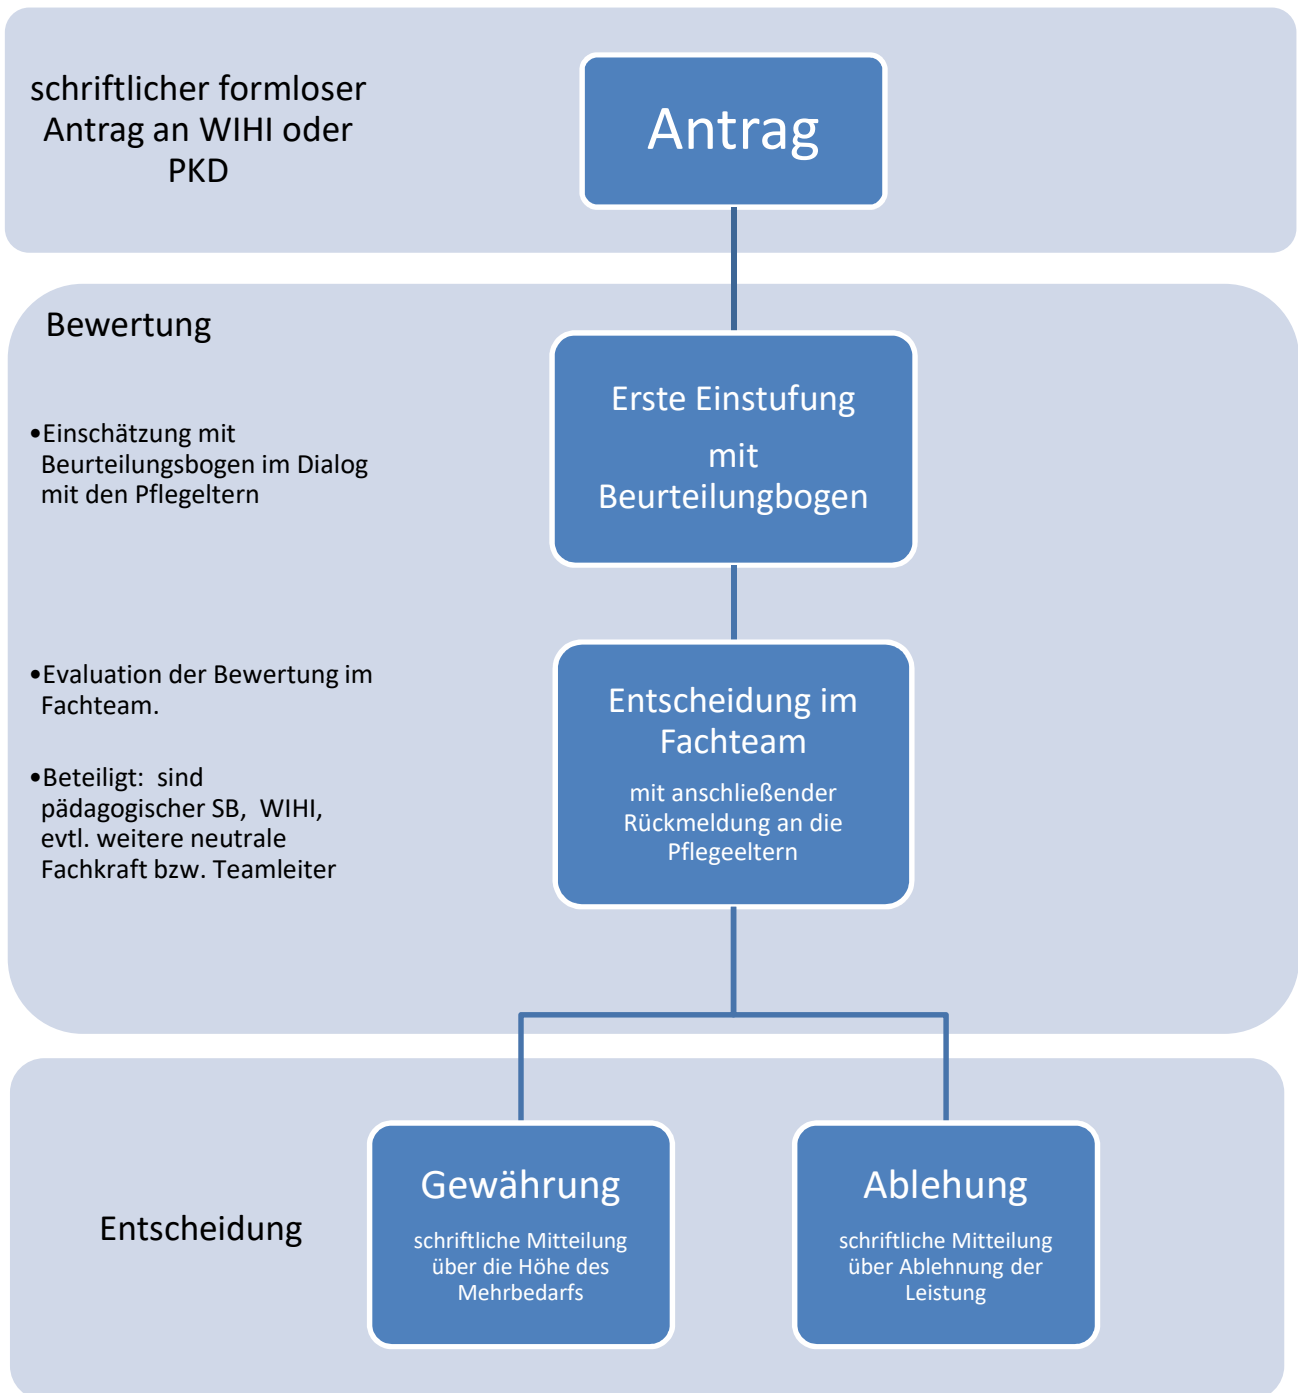 schriftlicher formloser
Antrag an WIHI oder
PKD
Antrag
Bewertung
•Einschätzung mit
Beurteilungsbogen im Dialog
mit den Pflegeltern
Erste Einstufung
mit
Beurteilungbogen
•Evaluation der Bewertung im
Fachteam.
•Beteiligt: sind
pädagogischer SB, WIHI,
evtl. weitere neutrale
Fachkraft bzw. Teamleiter
Entscheidung im
Fachteam
mit anschließender
Rückmeldung an die
Pflegeeltern
Entscheidung
Gewährung
schriftliche Mitteilung
über die Höhe des
Mehrbedarfs
Ablehung
schriftliche Mitteilung
über Ablehnung der
Leistung